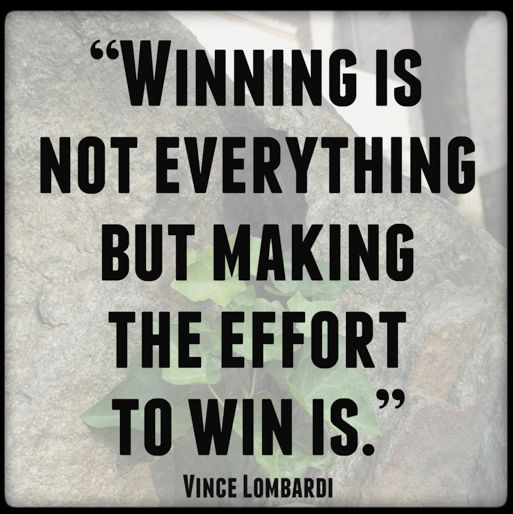 “Winning is
not everything
but making
the effort
to win is.”
Vince Lombardi